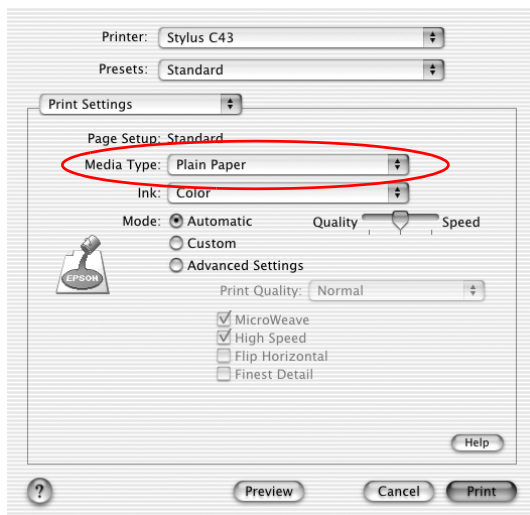 Printer: Stylus C43
Presets: Standard
Print Settings
Page Setup: Standard
Media Type: Plain Paper
Ink: Color
Mode: Automatic Quality Speed
Custom
EPSON
Advanced Settings
Print Quality: Normal
MicroWeave
High Speed
Flip Horizontal
Finest Detail
Help
? Preview Cancel Print